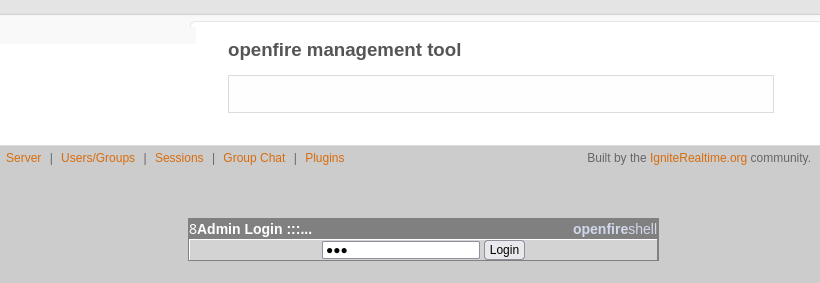 openfire management tool
Server | Users/Groups | Sessions | Group Chat | Plugins Built by the IgniteRealtime.org community.
8Admin Login :::... openfireshell
●●● Login